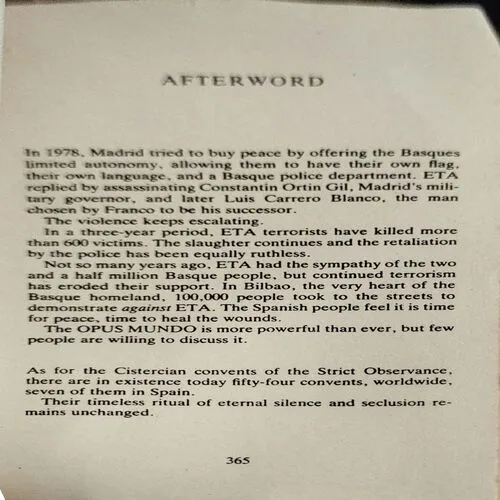 AFTERWORD
In 1978, Madrid tried to buy peace by offering the Basques
limited autonomy, allowing them to have their own flag,
their own language, and a Basque police department. ETA
replied by assassinating Constantin Ortin Gil, Madrid's mili-
tary governor, and later Luis Carrero Blanco, the man
chosen by Franco to be his successor.
The violence keeps escalating.
In a three-year period, ETA terrorists have killed more
than 600 victims. The slaughter continues and the retaliation
by the police has been equally ruthless.
Not so many years ago, ETA had the sympathy of the two
and a half million Basque people, but continued terrorism
has eroded their support. In Bilbao, the very heart of the
Basque homeland, 100,000 people took to the streets to
demonstrate against ETA. The Spanish people feel it is time
for peace, time to heal the wounds.
The OPUS MUNDO is more powerful than ever, but few
people are willing to discuss it.
As for the Cistercian convents of the Strict Observance,
there are in existence today fifty-four convents, worldwide,
seven of them in Spain.
Their timeless ritual of eternal silence and seclusion re-
mains unchanged.
365